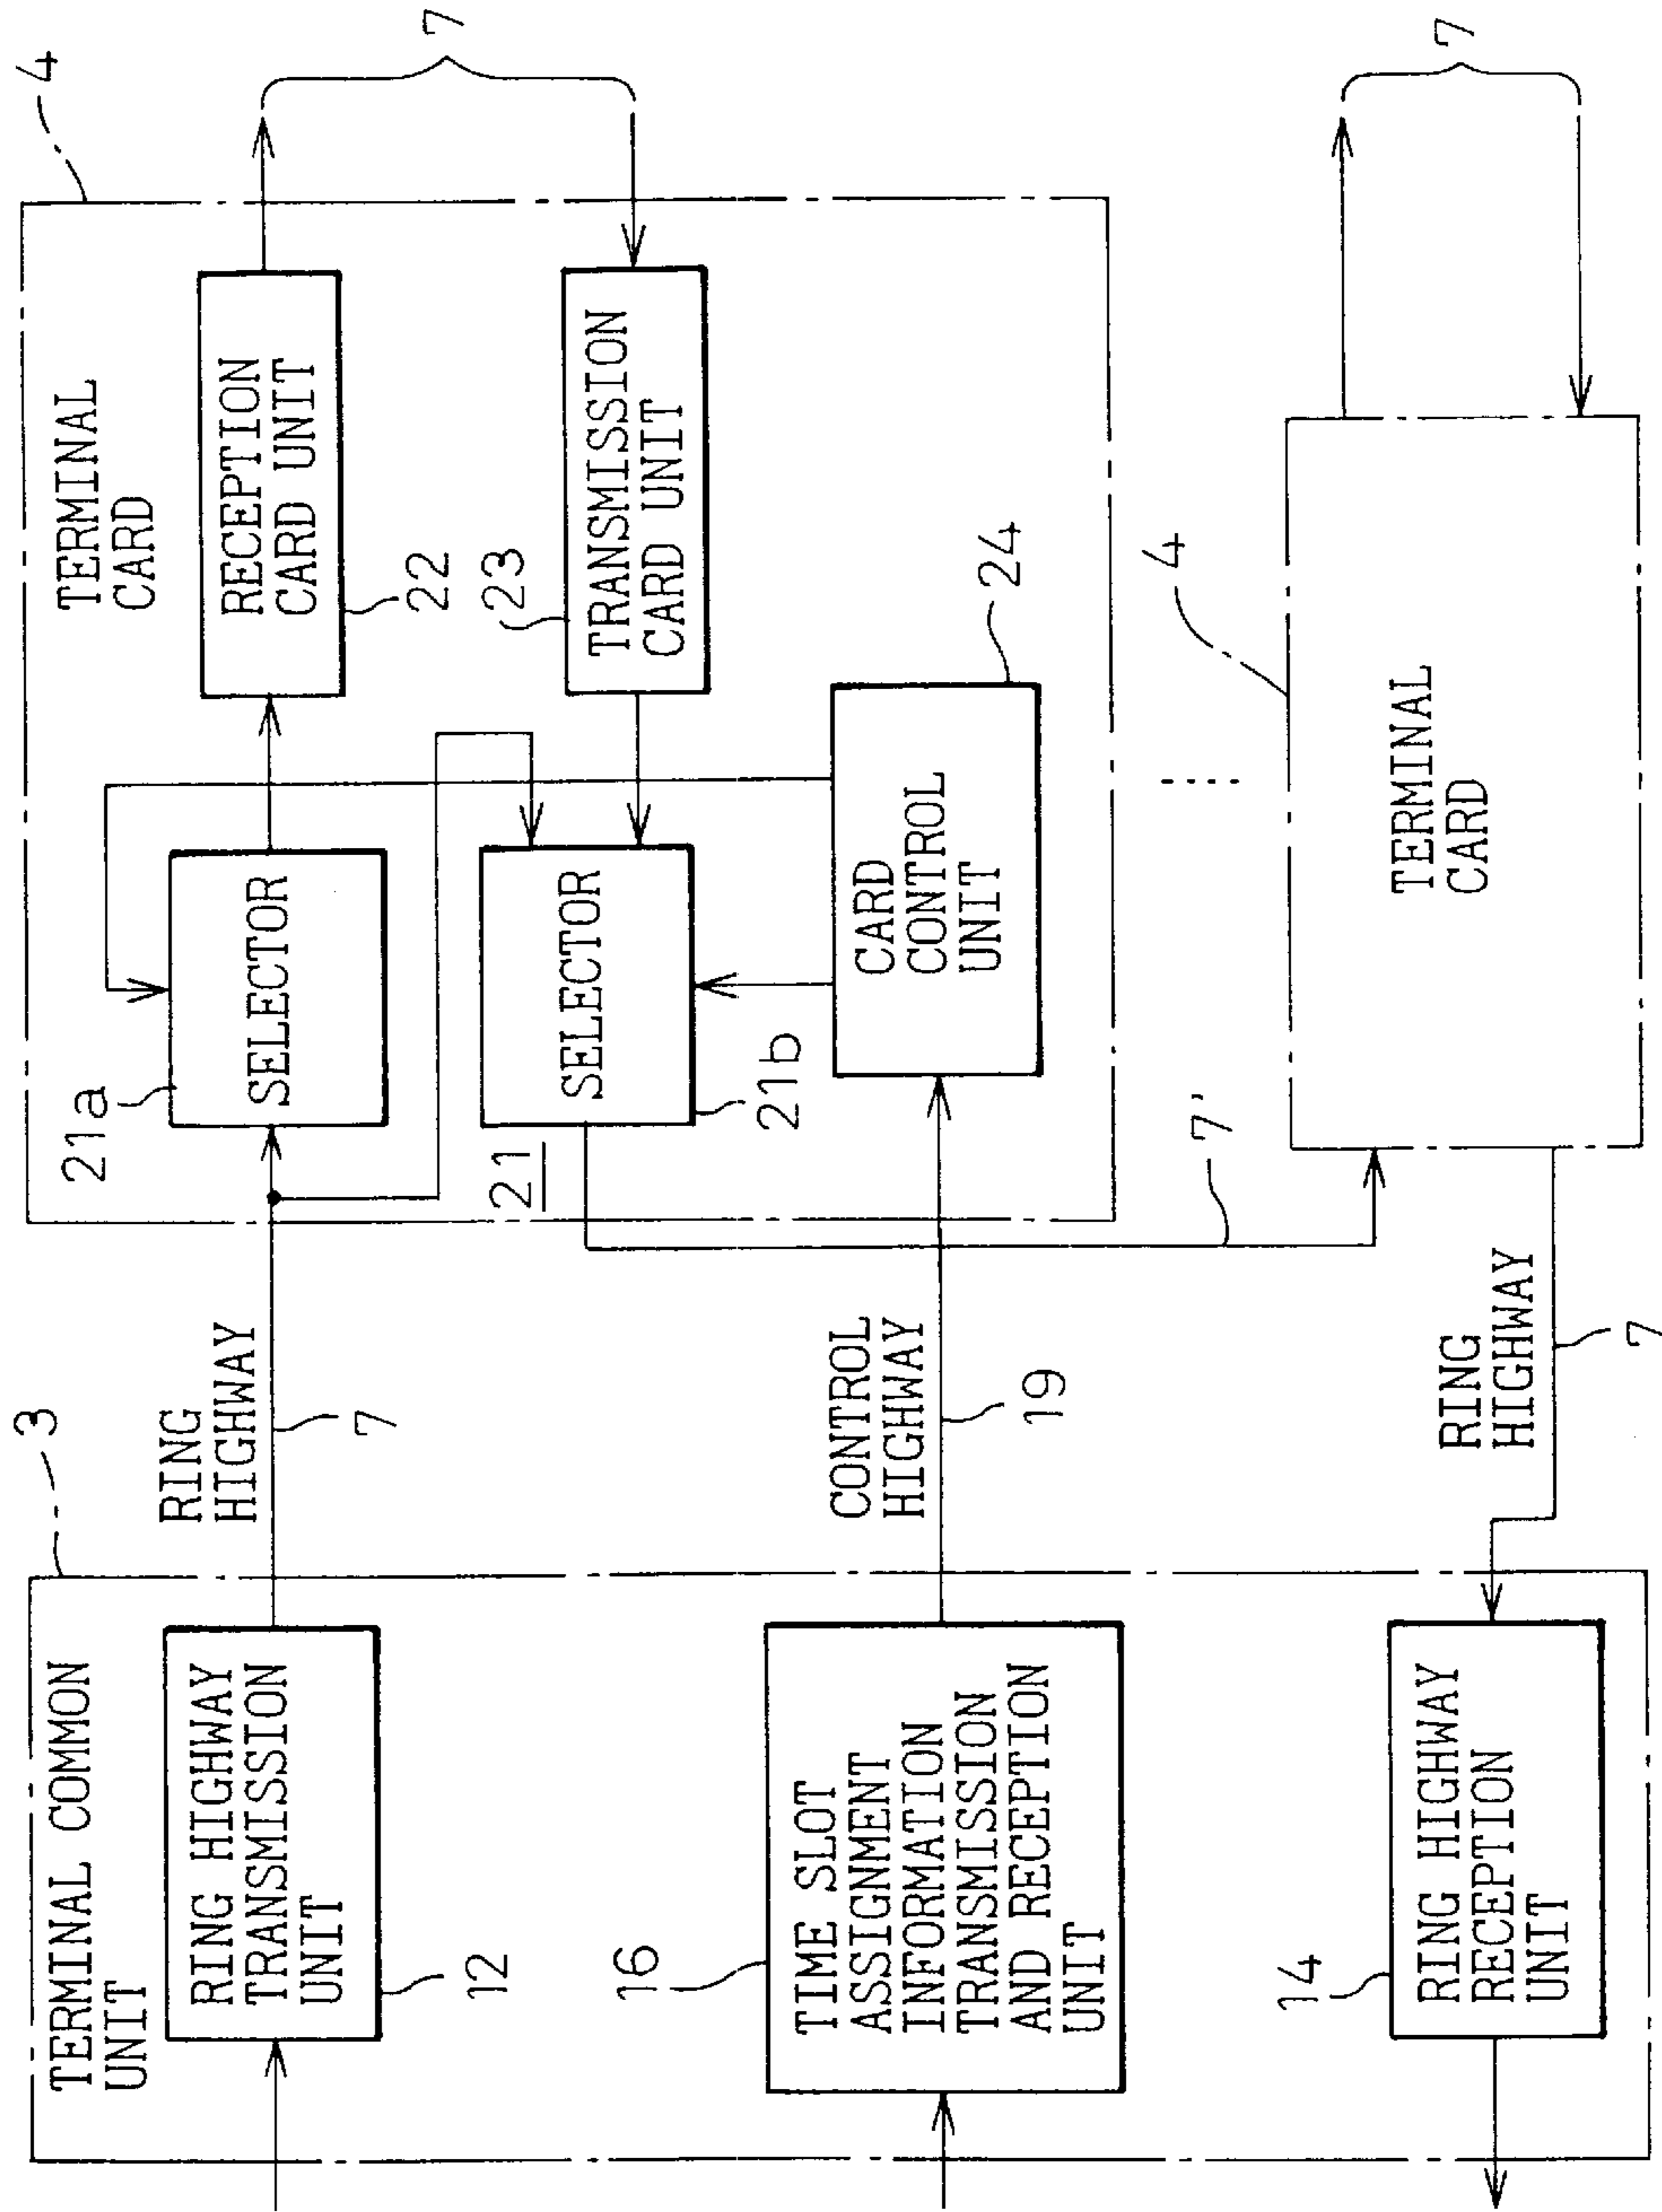 TERMINAL COMMON
UNIT
3
RING HIGHWAY
TRANSMISSION
UNIT
12
16
TIME SLOT
ASSIGNMENT
INFORMATION
TRANSMISSION
AND RECEPTION
UNIT
14
RING HIGHWAY
RECEPTION
UNIT
RING
HIGHWAY
7
CONTROL
HIGHWAY
19
RING
HIGHWAY
7
4
TERMINAL
CARD
21a
SELECTOR
21
SELECTOR
21b
RECEPTION
CARD UNIT
22
23
TRANSMISSION
CARD UNIT
CARD
CONTROL
UNIT
24
7
7'
4
TERMINAL
CARD
7